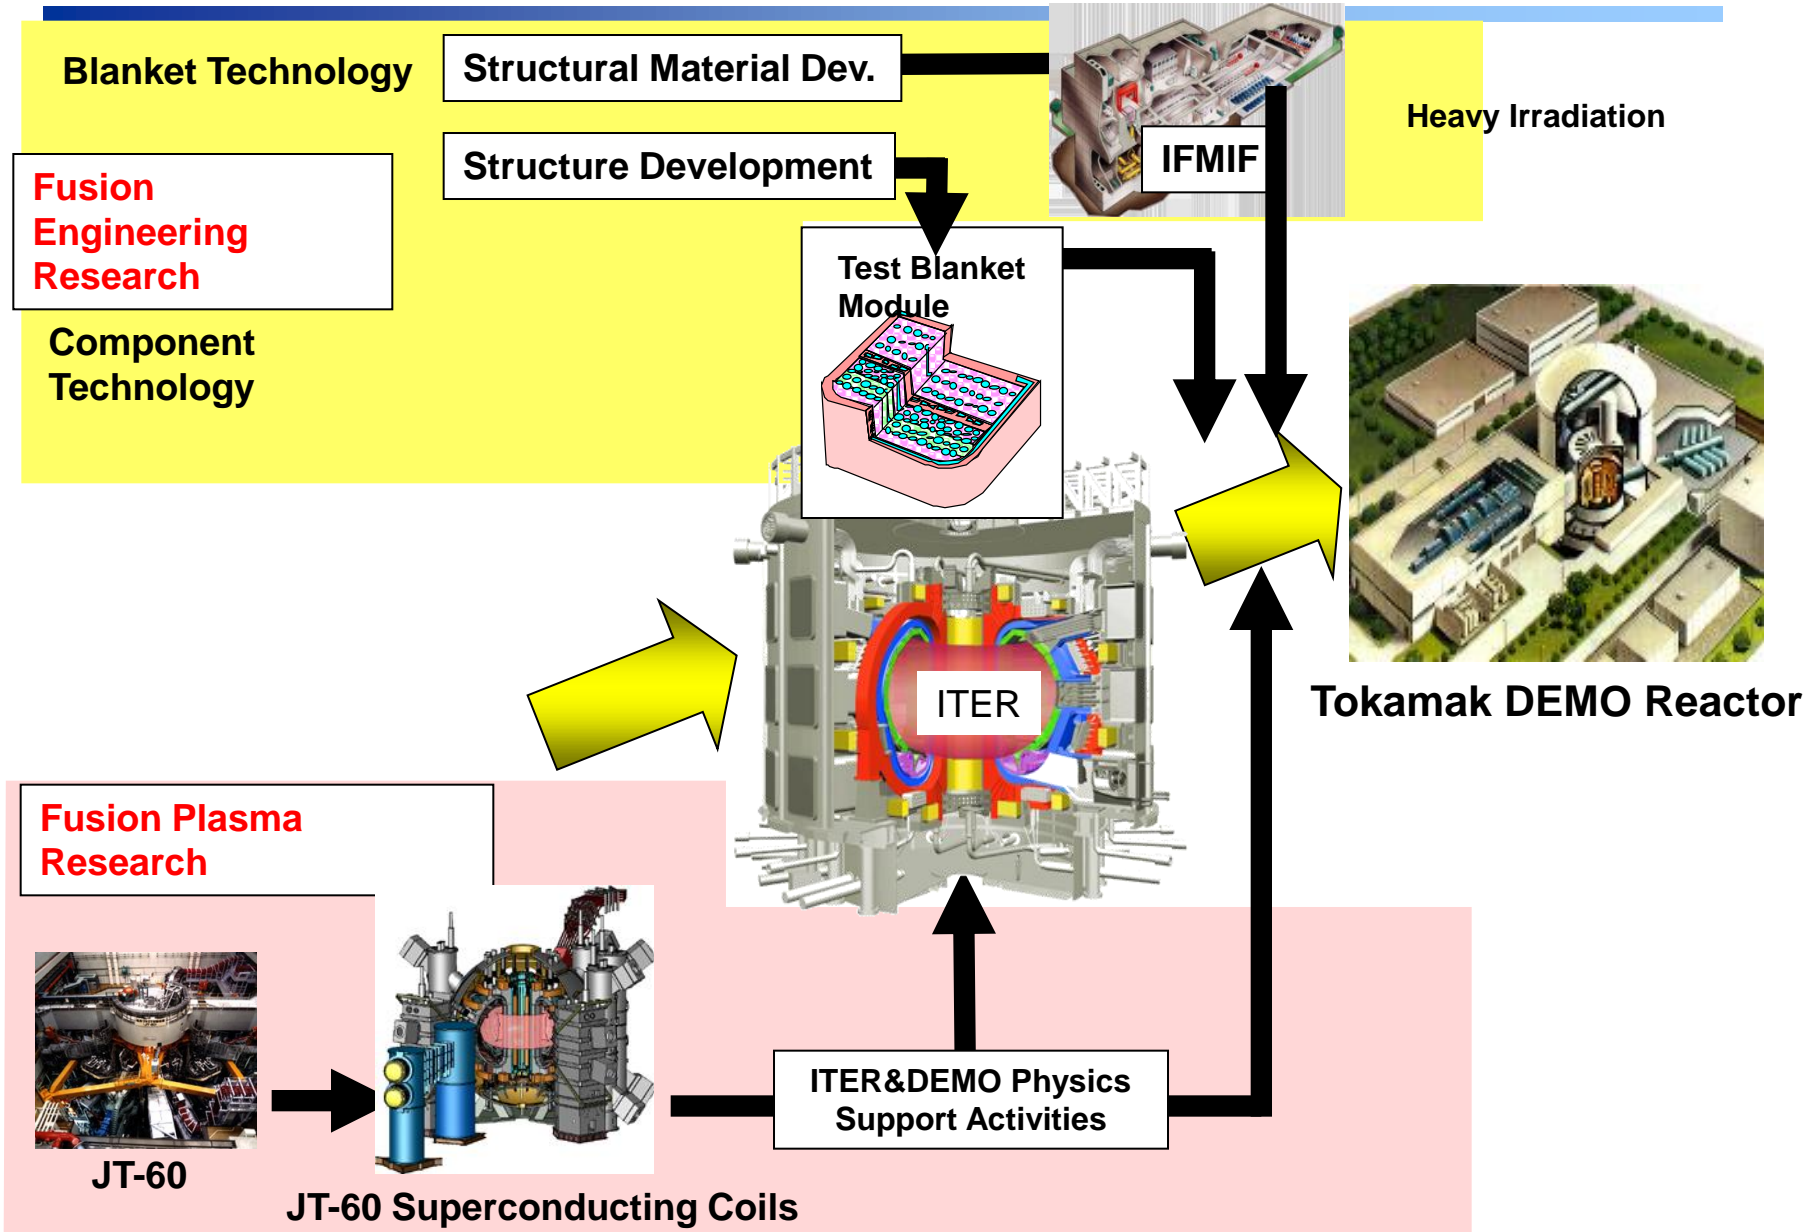 Blanket Technology
Structural Material Dev.
Heavy Irradiation
Structure Development
IFMIF
Fusion
Engineering
Research
Test Blanket
Module
Component
Technology
ITER
Tokamak DEMO Reactor
Fusion Plasma
Research
ITER&DEMO Physics
Support Activities
JT-60
JT-60 Superconducting Coils